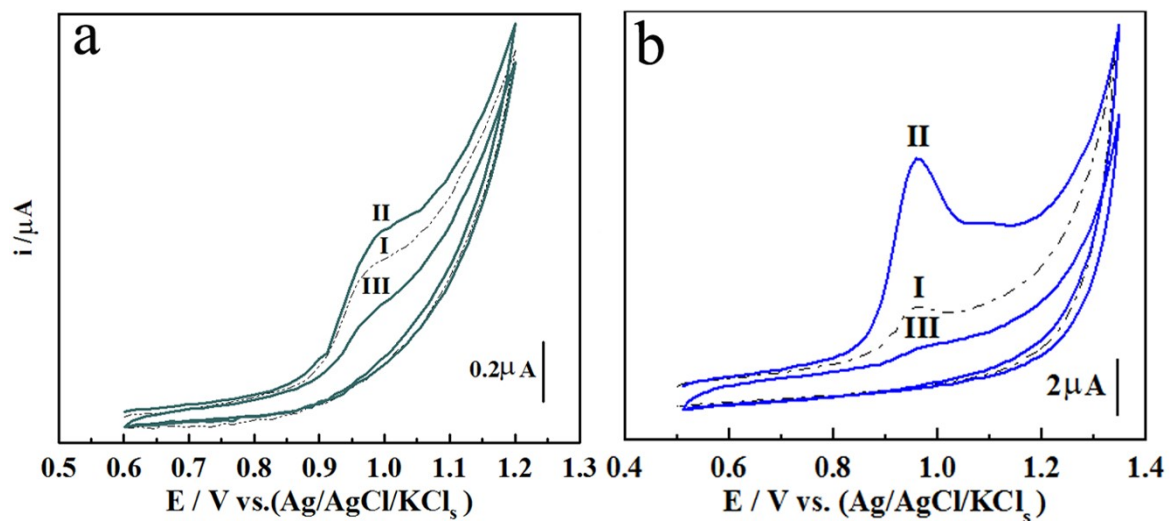 a
II
I
III
0.2μA
i /μA
0.5 0.6 0.7 0.8 0.9 1.0 1.1 1.2 1.3
E / V vs.(Ag/AgCl/KCls)
b
II
I
III
2μA
0.4 0.6 0.8 1.0 1.2 1.4
E / V vs. (Ag/AgCl/KCls)